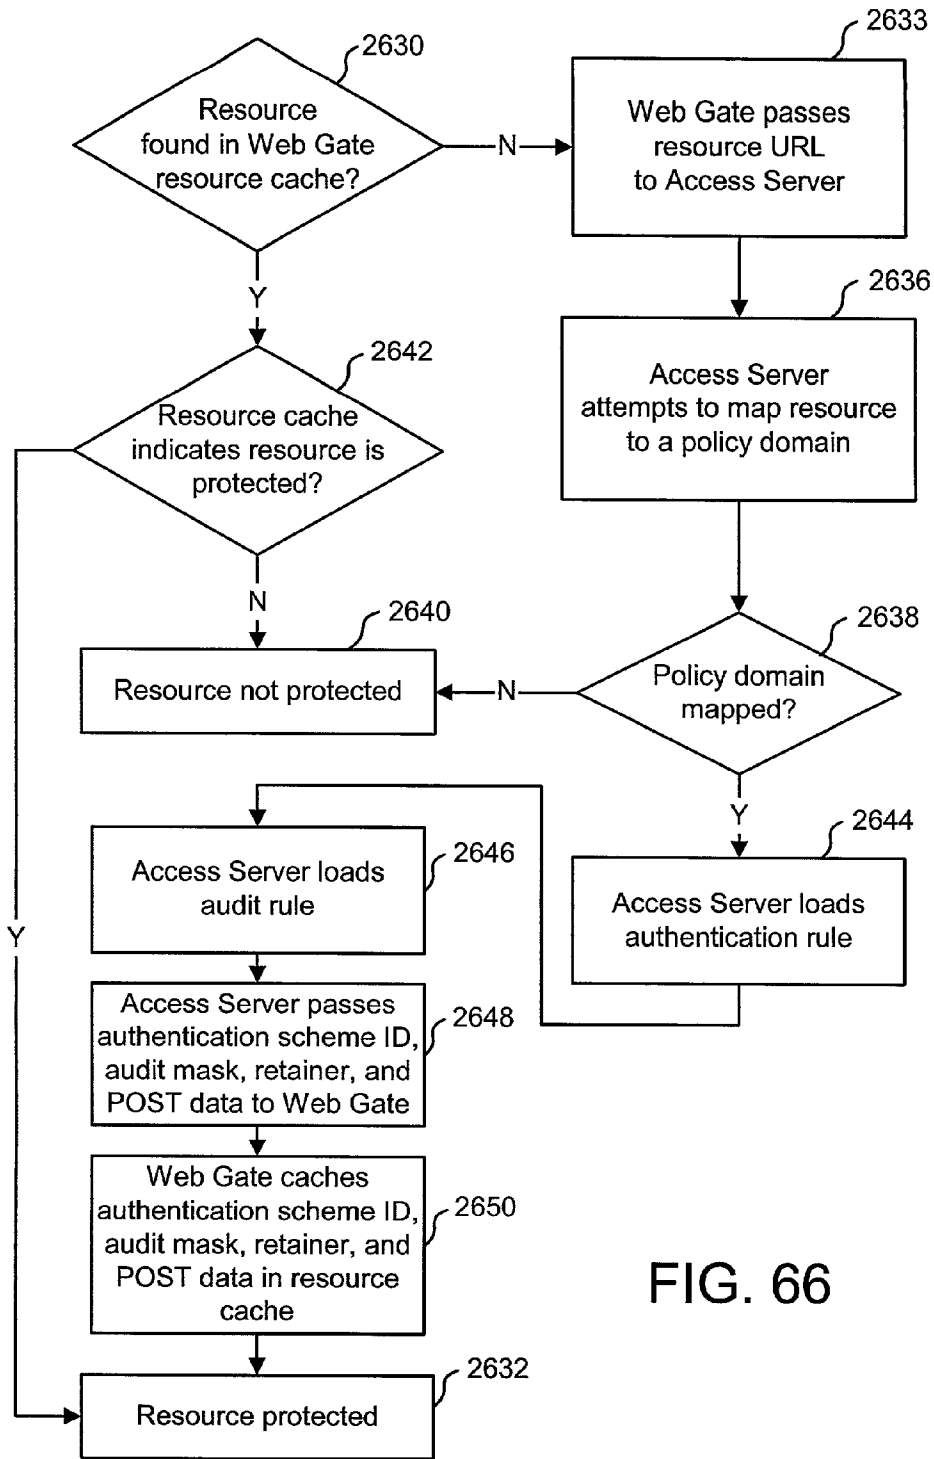 2630
Resource
found in Web Gate
resource cache?
N
2633
Web Gate passes
resource URL
to Access Server
Y
2636
Access Server
attempts to map resource
to a policy domain
2642
Resource cache
indicates resource is
protected?
N
2640
Resource not protected
N
2638
Policy domain
mapped?
Y
2644
Access Server loads
authentication rule
2646
Access Server loads
audit rule
Y
2648
Access Server passes
authentication scheme ID,
audit mask, retainer, and
POST data to Web Gate
2650
Web Gate caches
authentication scheme ID,
audit mask, retainer, and
POST data in resource
cache
2632
Resource protected
FIG. 66